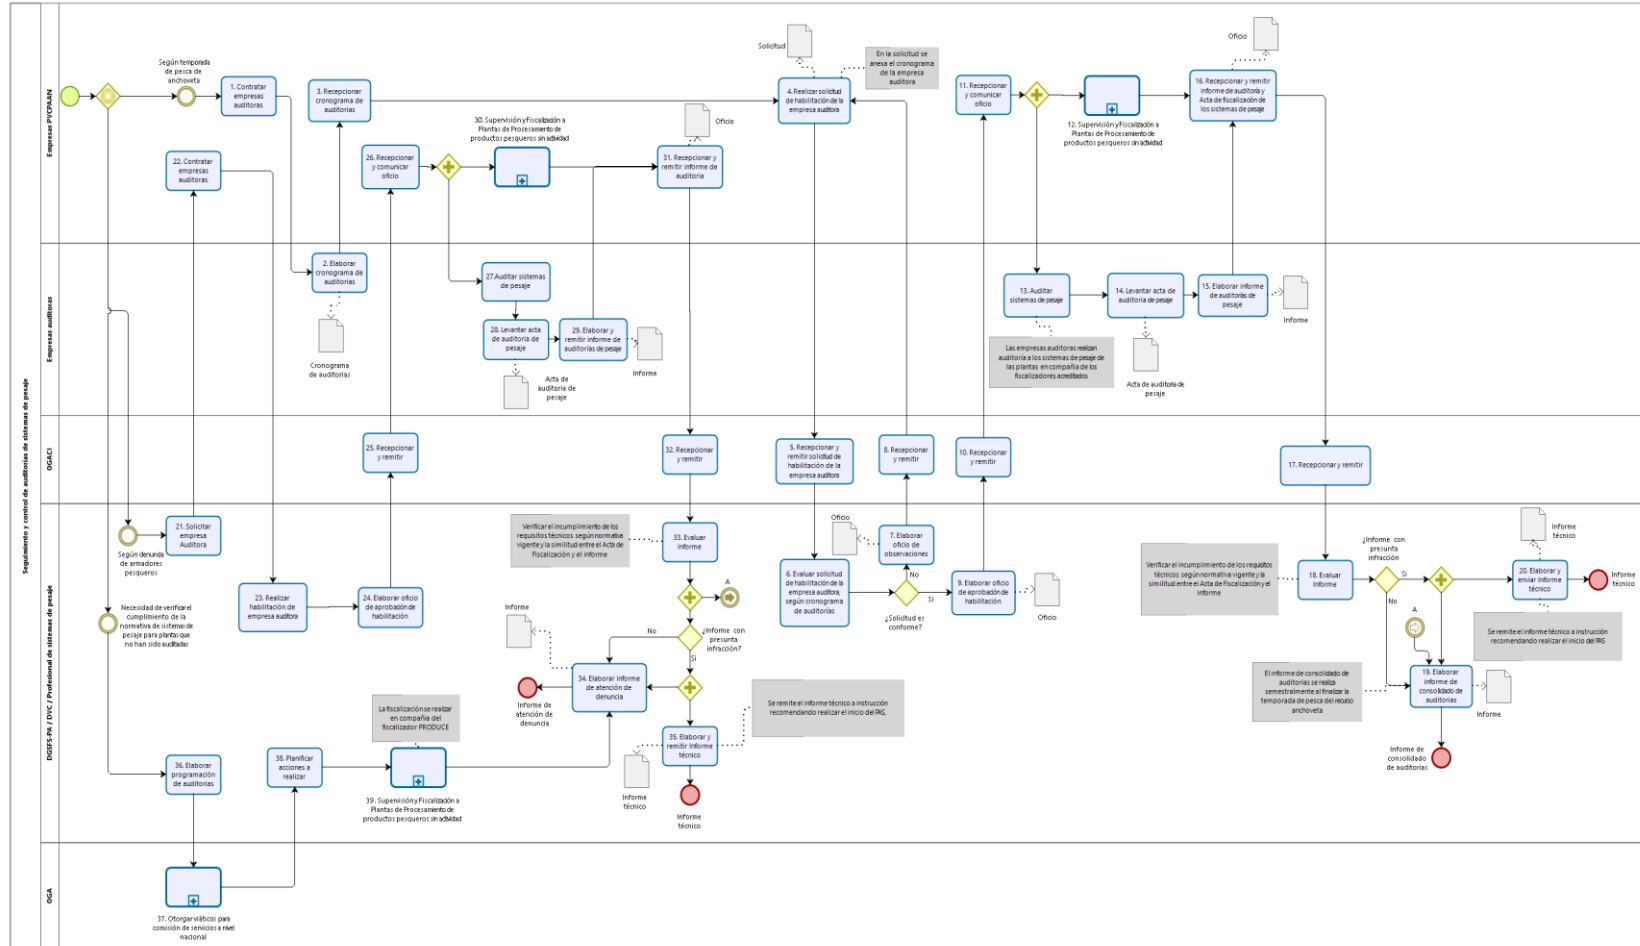 Seguimiento y control de auditorías de sistemas de pesaje
Empresas PVCPAAN
Según temporada
de pesca de
anchoveta
1. Contratar
empresas
auditoras
3. Recepcionar
cronograma de
auditorías
22. Contratar
empresas
auditoras
26. Recepcionar
y comunicar
oficio
30. Supervisión y Fiscalización a
Plantas de Procesamiento de
productos pesqueros sin actividad
Oficio
31. Recepcionar y
remitir informe de
auditoría
Solicitud
4. Realizar solicitud
de habilitación de la
empresa auditora
En la solicitud se
anexa el cronograma
de la empresa
auditora
11. Recepcionar
y comunicar
oficio
12. Supervisión y Fiscalización a
Plantas de Procesamiento de
productos pesqueros sin actividad
Oficio
16. Recepcionar y remitir
informe de auditoría y
Acta de fiscalización de
los sistemas de pesaje
Empresas auditoras
2. Elaborar
cronograma de
auditorías
Cronograma
de auditorías
27. Auditar sistemas
de pesaje
28. Levantar acta
de auditoría de
pesaje
Acta de
auditoría de
pesaje
29. Elaborar y
remitir informe de
auditorías de pesaje
Informe
13. Auditar
sistemas de pesaje
Las empresas auditoras realizan
auditoría a los sistemas de pesaje de
las plantas en compañía de los
fiscalizadores acreditados
14. Levantar acta de
auditoría de pesaje
Acta de auditoría de
pesaje
15. Elaborar informe
de auditorías de
pesaje
Informe
OGACI
25. Recepcionar
y remitir
32. Recepcionar
y remitir
5. Recepcionar y
remitir solicitud de
habilitación de la
empresa auditora
8. Recepcionar
y remitir
10. Recepcionar
y remitir
17. Recepcionar y remitir
DGSFS-PA / DVC / Profesional de sistemas de pesaje
Según denuncia
de armadores
pesqueros
21. Solicitar
empresa
Auditora
Necesidad de verificar el
cumplimiento de la
normativa de sistemas de
pesaje para plantas que
no han sido auditadas
23. Realizar
habilitación de
empresa auditora
24. Elaborar oficio
de aprobación de
habilitación
Verificar el incumplimiento de los
requisitos técnicos según normativa
vigente y la similitud entre el Acta de
Fiscalización y el informe
33. Evaluar
informe
A
¿Informe con
presunta
infracción?
No
Si
Informe
34. Elaborar informe
de atención de
denuncia
Informe de
atención de
denuncia
35. Elaborar y
remitir Informe
técnico
Se remite el informe técnico a instrucción
recomendando realizar el inicio del PAS,
Informe
técnico
Informe
técnico
La fiscalización se realizar
en compañía del
fiscalizador PRODUCE
36. Elaborar
programación
de auditorías
38. Planificar
acciones a
realizar
39. Supervisión y Fiscalización a
Plantas de Procesamiento de
productos pesqueros sin actividad
6. Evaluar solicitud
de habilitación de la
empresa auditora,
según cronograma
de auditorías
Oficio
7. Elaborar
oficio de
observaciones
No
Si
¿Solicitud es
conforme?
9. Elaborar oficio
de aprobación de
habilitación
Oficio
Verificar el incumplimiento de los requisitos
técnicos según normativa vigente y la
similitud entre el Acta de Fiscalización y el
informe
18. Evaluar
Informe
¿Informe con
presunta
infracción
Si
No
A
Informe
técnico
20. Elaborar y
enviar Informe
técnico
Informe
técnico
Se remite el informe técnico a instrucción
recomendando realizar el inicio del PAS
El informe de consolidado de
auditorias se realiza
semestralmente al finalizar la
temporada de pesca del recurso
anchoveta
19. Elaborar
informe de
consolidado de
auditorías
Informe
Informe de
consolidado
de auditorías
OGA
37. Otorgar viáticos para
comisión de servicios a nivel
nacional